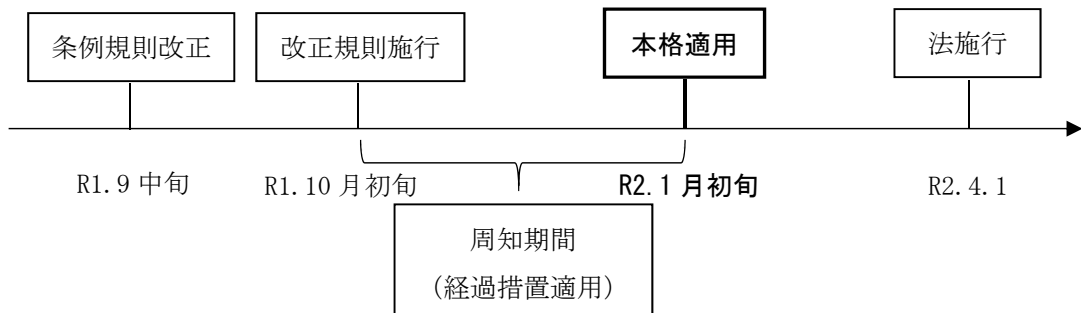 条例規則改正
改正規則施行
本格適用
法施行
R1.9 中旬
R1.10 月初旬
R2.1 月初旬
R2.4.1
周知期間
(経過措置適用)